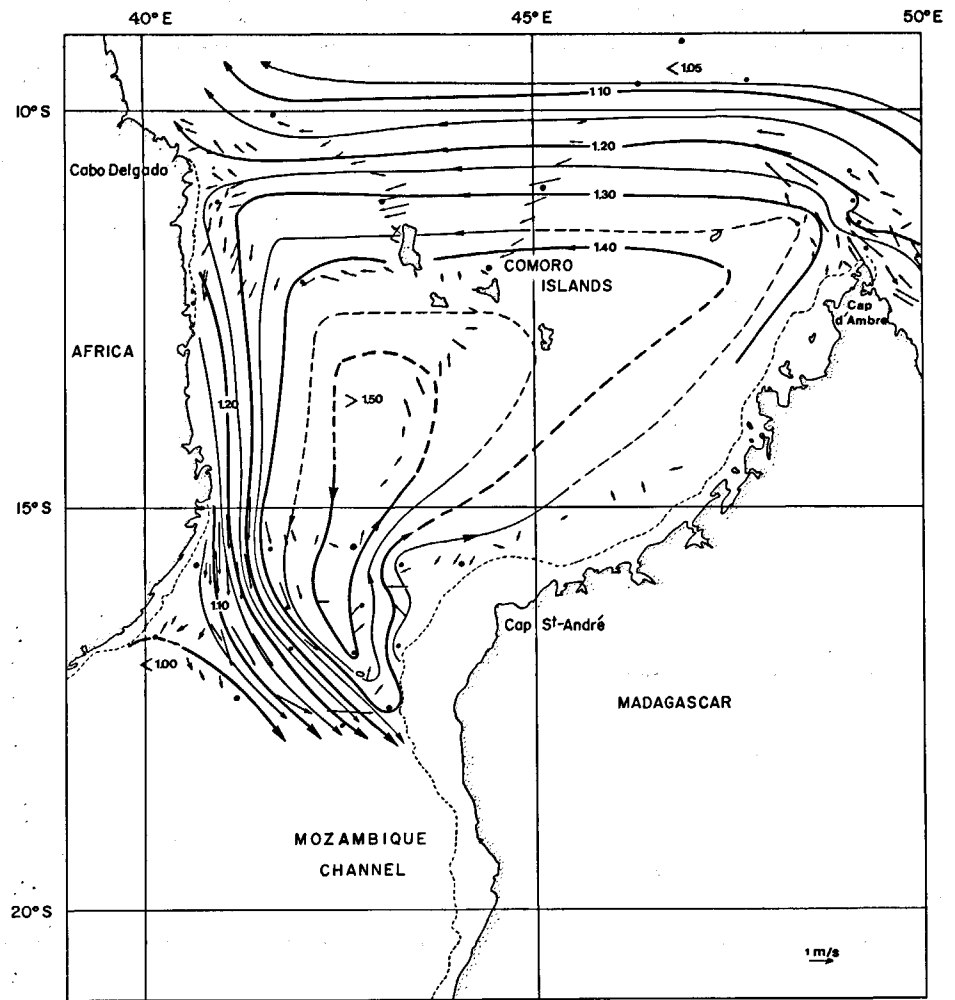 40° E 45° E 50° E
< 1.05
1.10
10° S
1.20
Cabo Delgado
1.30
1.40
COMORO
ISLANDS
Cap
d'Ambre
AFRICA
> 1.50
1.20
15° S
1.10
Cap St-André
< 1.00
MADAGASCAR
MOZAMBIQUE
CHANNEL
20° S
1 m/s